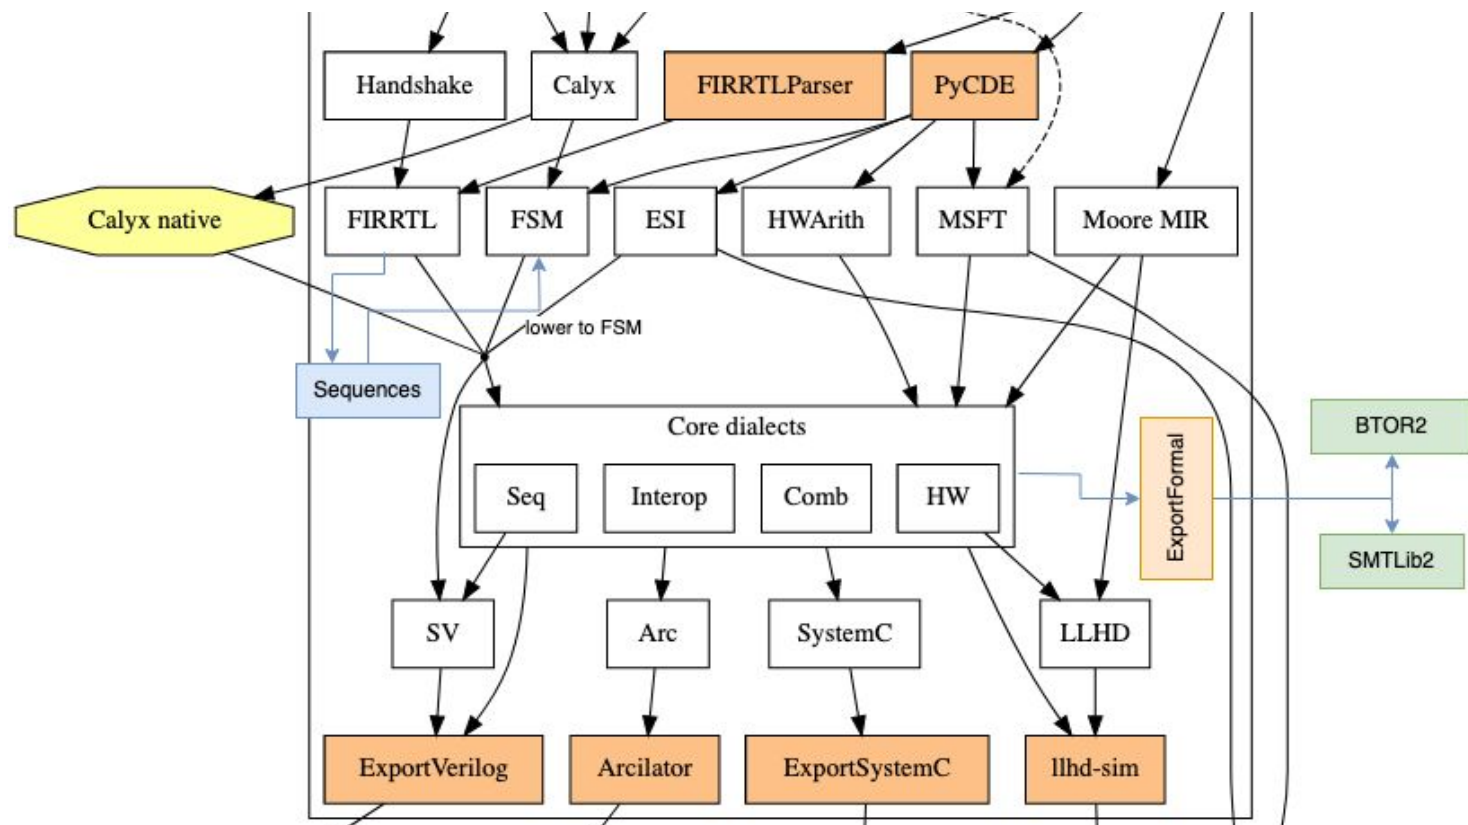 Handshake
Calyx
FIRRTLParser
PyCDE
Calyx native
FIRRTL
FSM
ESI
HWArith
MSFT
Moore MIR
lower to FSM
Sequences
Core dialects
Seq
Interop
Comb
HW
ExportFormal
BTOR2
SMTLib2
SV
Arc
SystemC
LLHD
ExportVerilog
Arcilator
ExportSystemC
llhd-sim